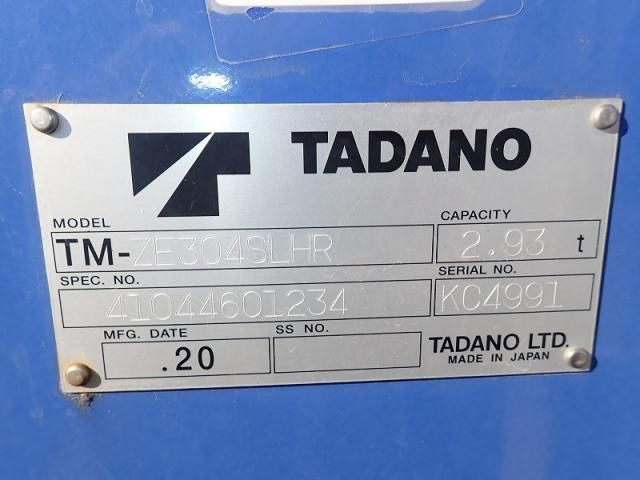 TADANO
MODEL
TM-ZE304SLHR
CAPACITY
2.93 t
SPEC. NO.
41044601234
SERIAL NO.
KC4991
MFG. DATE
.20
SS NO.
TADANO LTD.
MADE IN JAPAN